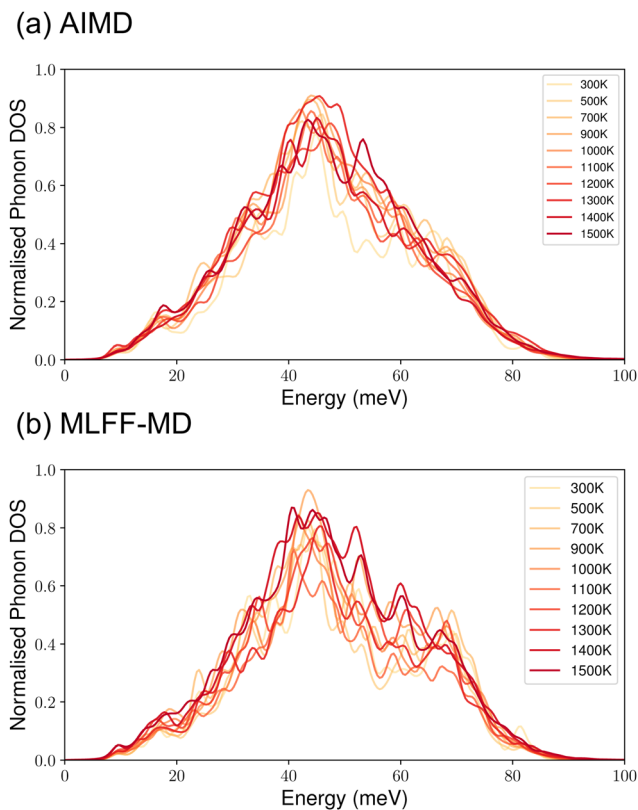 (a) AIMD
Normalised Phonon DOS
1.0
0.8
0.6
0.4
0.2
0.0
300K
500K
700K
900K
1000K
1100K
1200K
1300K
1400K
1500K
0
20
40
60
80
100
Energy (meV)
(b) MLFF-MD
Normalised Phonon DOS
1.0
0.8
0.6
0.4
0.2
0.0
300K
500K
700K
900K
1000K
1100K
1200K
1300K
1400K
1500K
0
20
40
60
80
100
Energy (meV)